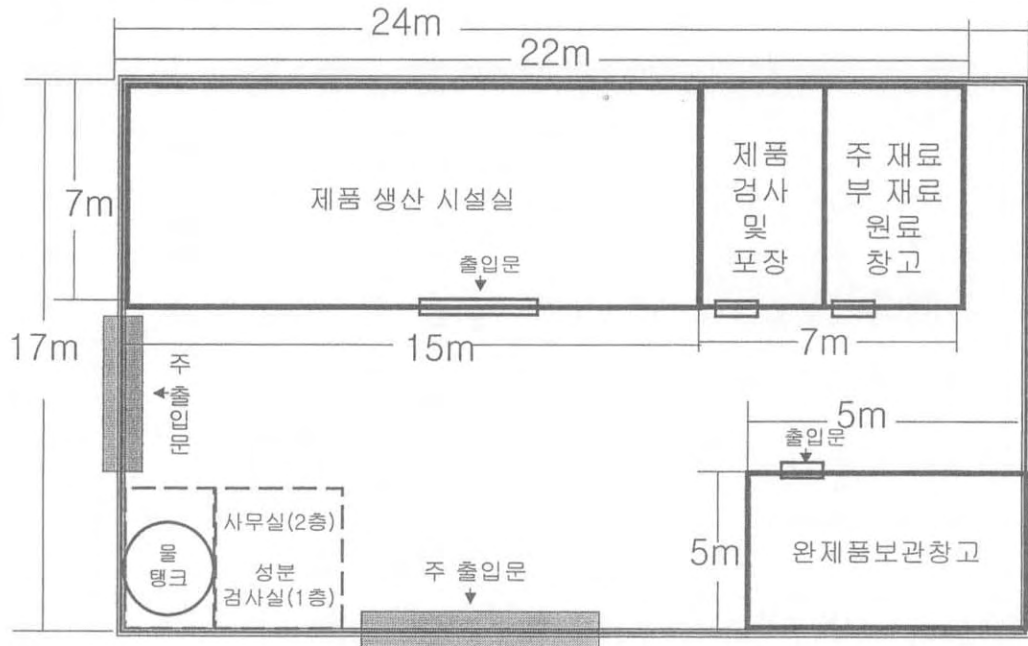 24m
22m
7m
17m
제품 생산 시설실
제품
검사
및
포장
주 재료
부 재료
원료
창고
출입문
15m
7m
주
출
입
문
5m
출입문
5m
완제품보관창고
물
탱크
사무실(2층)
성분
검사실(1층)
주 출입문